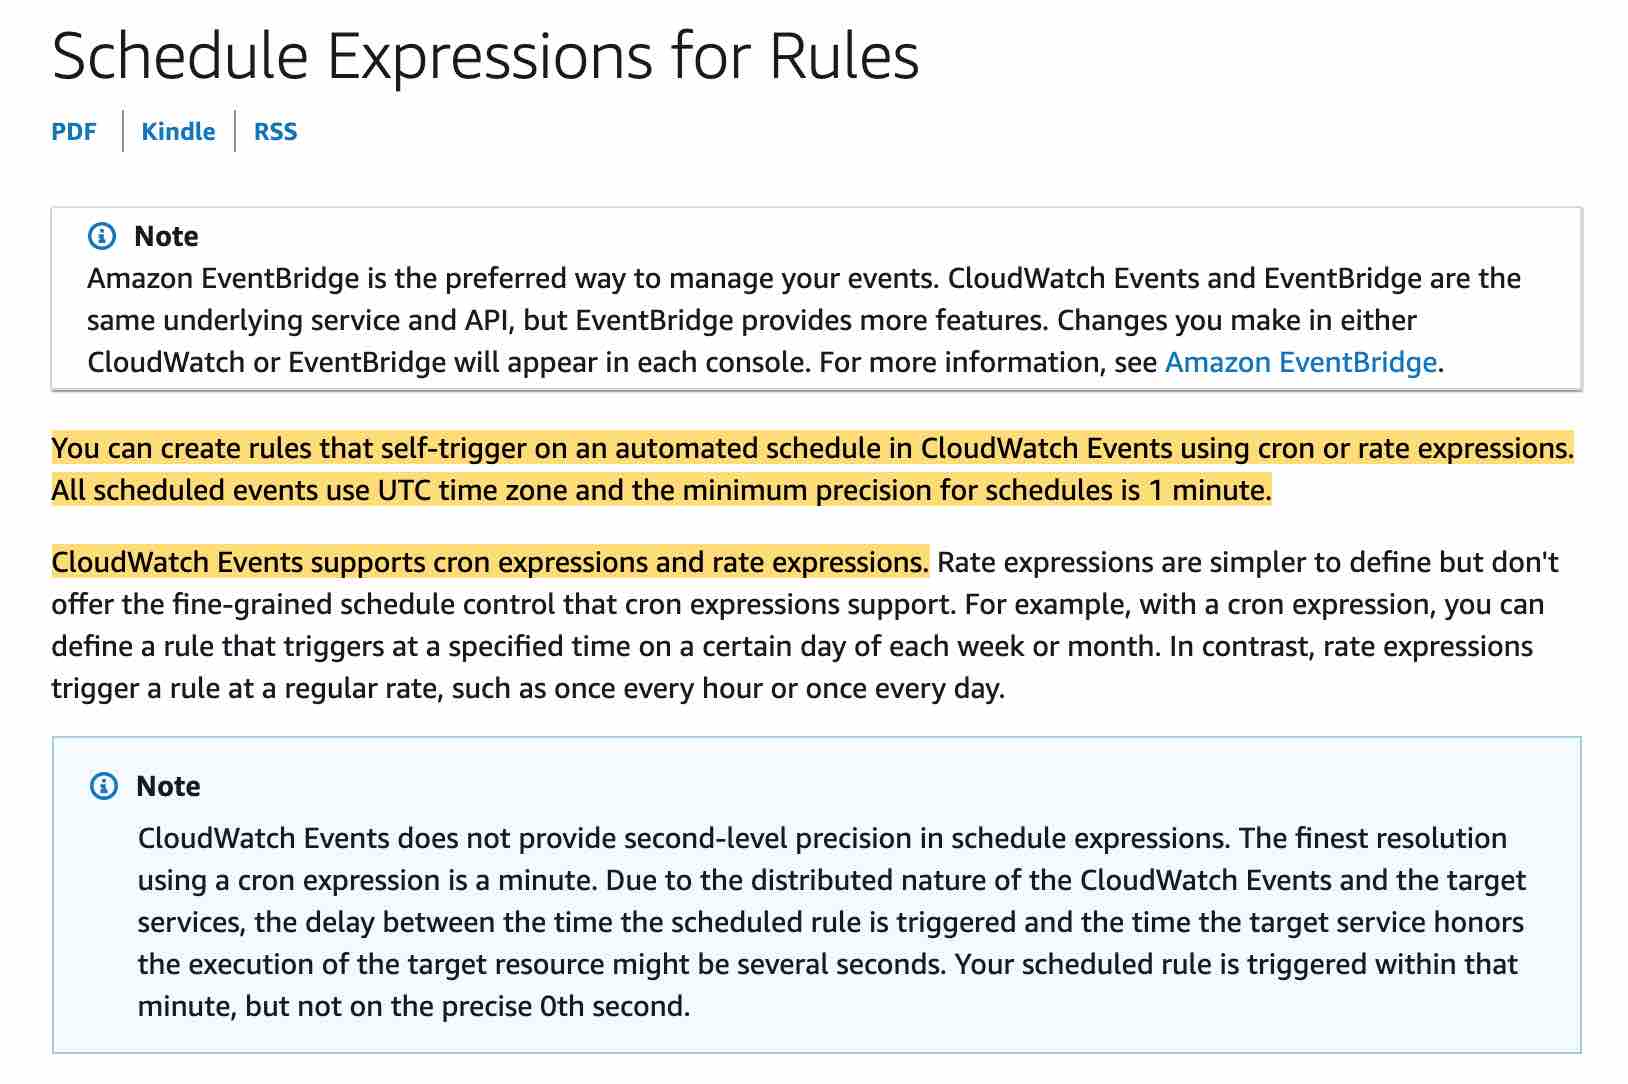 Schedule Expressions for Rules
PDF
Kindle
RSS
Note
Amazon EventBridge is the preferred way to manage your events. CloudWatch Events and EventBridge are the
same underlying service and API, but EventBridge provides more features. Changes you make in either
CloudWatch or EventBridge will appear in each console. For more information, see Amazon EventBridge.
You can create rules that self-trigger on an automated schedule in CloudWatch Events using cron or rate expressions.
All scheduled events use UTC time zone and the minimum precision for schedules is 1 minute.
CloudWatch Events supports cron expressions and rate expressions. Rate expressions are simpler to define but don't
offer the fine-grained schedule control that cron expressions support. For example, with a cron expression, you can
define a rule that triggers at a specified time on a certain day of each week or month. In contrast, rate expressions
trigger a rule at a regular rate, such as once every hour or once every day.
Note
CloudWatch Events does not provide second-level precision in schedule expressions. The finest resolution
using a cron expression is a minute. Due to the distributed nature of the CloudWatch Events and the target
services, the delay between the time the scheduled rule is triggered and the time the target service honors
the execution of the target resource might be several seconds. Your scheduled rule is triggered within that
minute, but not on the precise 0th second.